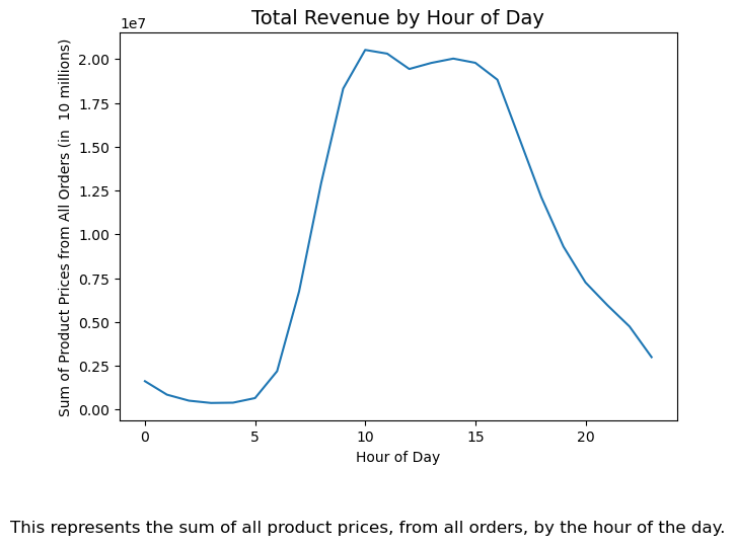 Total Revenue by Hour of Day
1e7
Sum of Product Prices from All Orders (in  10 millions)
2.00
1.75
1.50
1.25
1.00
0.75
0.50
0.25
0.00
0 5 10 15 20
Hour of Day
This represents the sum of all product prices, from all orders, by the hour of the day.